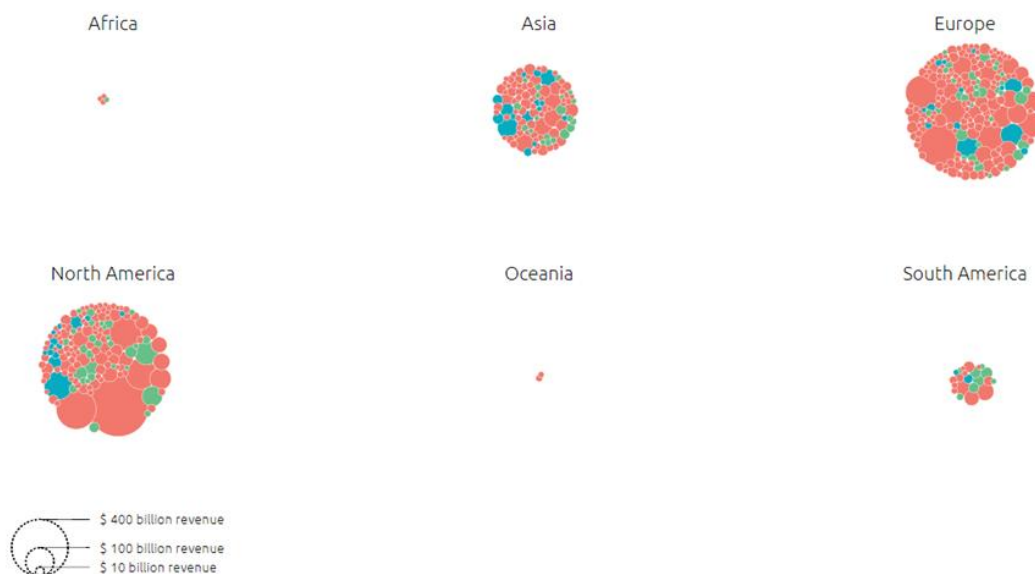 Africa
Asia
Europe
North America
Oceania
South America
$ 400 billion revenue
$ 100 billion revenue
$ 10 billion revenue